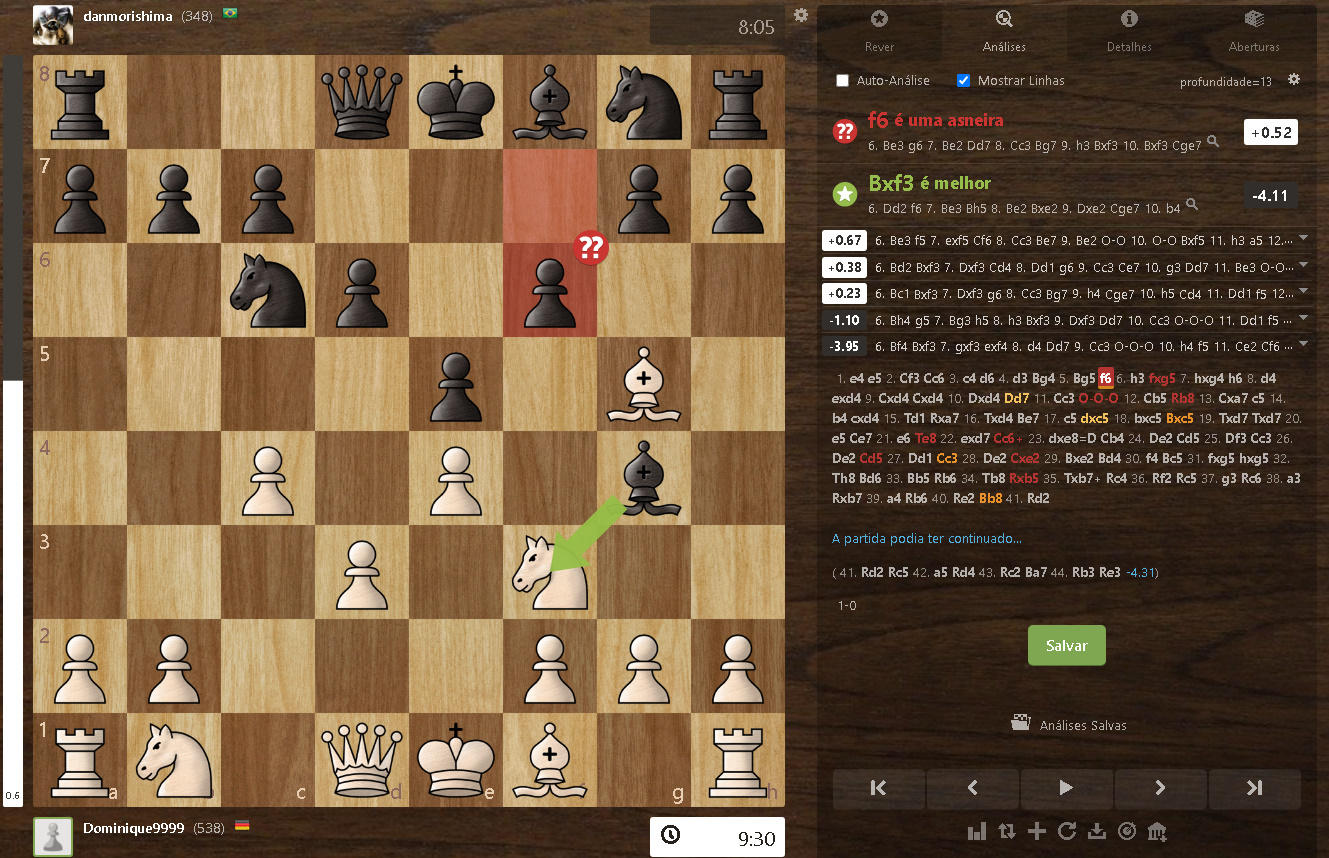 danmorishima (348)
8:05
8
7
6
5
4
3
2
1
a
c
d
e
g
h
0.6
??
Dominique9999 (538)
9:30
Rever
Análises
Detalhes
Aberturas
Auto-Análise
Mostrar Linhas
profundidade=13
?? f6 é uma asneira
+0.52
6. Be3 g6 7. Be2 Dd7 8. Cc3 Bg7 9. h3 Bxf3 10. Bxf3 Cge7
Bxf3 é melhor
-4.11
6. Dd2 f6 7. Be3 Bh5 8. Be2 Bxe2 9. Dxe2 Cge7 10. b4
+0.67 6. Be3 f5 7. exf5 Cf6 8. Cc3 Be7 9. Be2 O-O 10. O-O Bxf5 11. h3 a5 12....
+0.38 6. Bd2 Bxf3 7. Dxf3 Cd4 8. Dd1 g6 9. Cc3 Ce7 10. g3 Dd7 11. Be3 O-O...
+0.23 6. Bc1 Bxf3 7. Dxf3 g6 8. Cc3 Bg7 9. h4 Cge7 10. h5 Cd4 11. Dd1 f5 12...
-1.10 6. Bh4 g5 7. Bg3 h5 8. h3 Bxf3 9. Dxf3 Dd7 10. Cc3 O-O-O 11. Dd1 f5 ...
-3.95 6. Bf4 Bxf3 7. gxf3 exf4 8. d4 Dd7 9. Cc3 O-O-O 10. h4 f5 11. Ce2 Cf6 ...
1. e4 e5 2. Cf3 Cc6 3. c4 d6 4. d3 Bg4 5. Bg5 f6 6. h3 fxg5 7. hxg4 h6 8. d4
exd4 9. Cxd4 Cxd4 10. Dxd4 Dd7 11. Cc3 O-O-O 12. Cb5 Rb8 13. Cxa7 c5 14.
b4 cxd4 15. Td1 Rxa7 16. Txd4 Be7 17. c5 dxc5 18. bxc5 Bxc5 19. Txd7 Txd7 20.
e5 Ce7 21. e6 Te8 22. exd7 Cc6+ 23. dxe8=D Cb4 24. De2 Cd5 25. Df3 Cc3 26.
De2 Cd5 27. Dd1 Cc3 28. De2 Cxe2 29. Bxe2 Bd4 30. f4 Bc5 31. fxg5 hxg5 32.
Th8 Bd6 33. Bb5 Rb6 34. Tb8 Rxb5 35. Txb7+ Rc4 36. Rf2 Rc5 37. g3 Rc6 38. a3
Rxb7 39. a4 Rb6 40. Re2 Bb8 41. Rd2
A partida podia ter continuado...
( 41. Rd2 Rc5 42. a5 Rd4 43. Rc2 Ba7 44. Rb3 Re3 -4.31)
1-0
Salvar
Análises Salvas